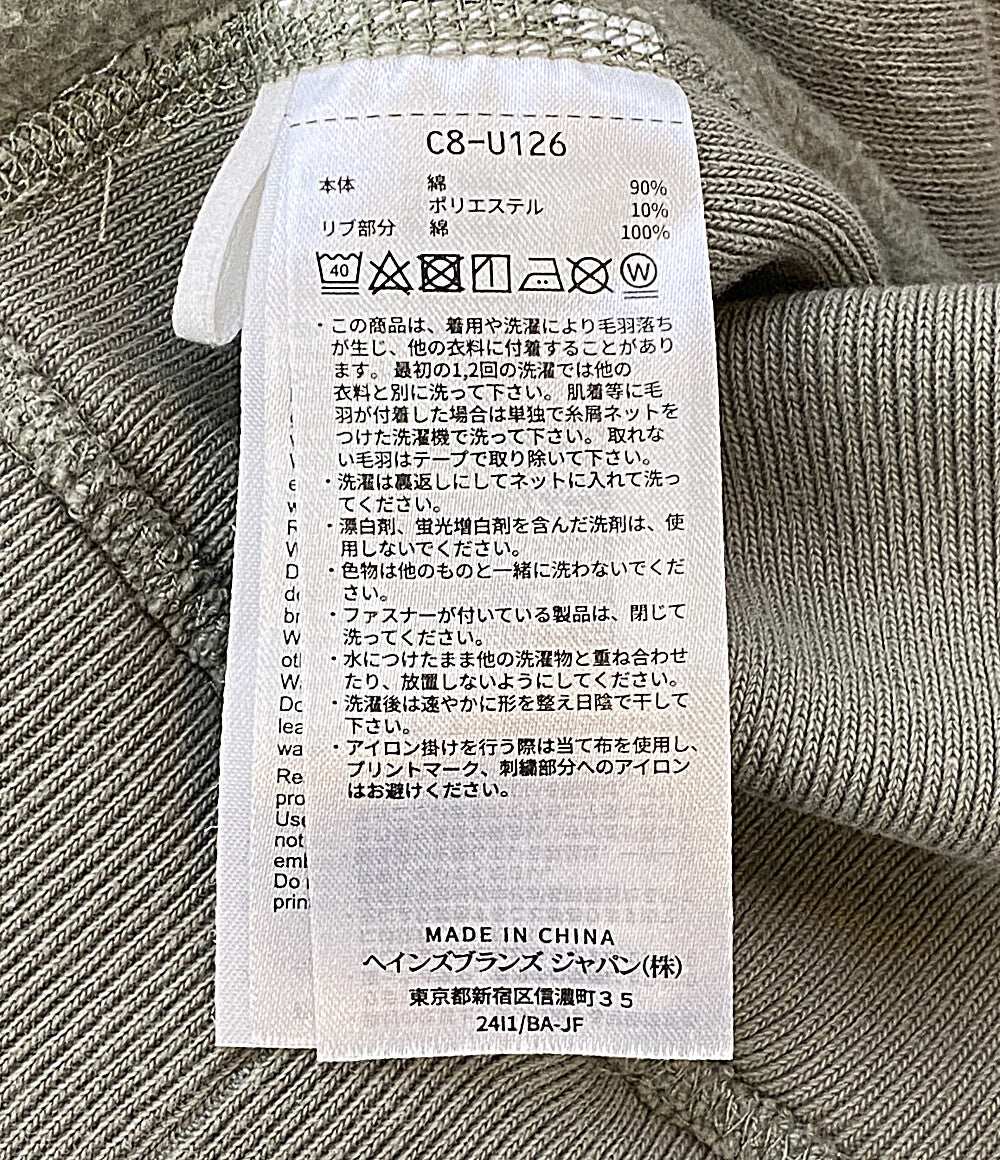 C8-U126
本体 綿 90%
ポリエステル 10%
リブ部分 綿 100%
40 W
・この商品は、着用や洗濯により毛羽落ち
が生じ、他の衣料に付着することがあり
ます。最初の1,2回の洗濯では他の
衣料と別に洗って下さい。肌着等に毛
羽が付着した場合は単独で糸屑ネットを
つけた洗濯機で洗って下さい。取れな
い毛羽はテープで取り除いて下さい。
・洗濯は裏返しにしてネットに入れて洗っ
てください。
・漂白剤、蛍光増白剤を含んだ洗剤は、使
用しないでください。
・色物は他のものと一緒に洗わないでくだ
さい。
・ファスナーが付いている製品は、閉じて
洗ってください。
・水につけたまま他の洗濯物と重ね合わせ
たり、放置しないようにしてください。
・洗濯後は速やかに形を整え日陰で干して
下さい。
・アイロン掛けを行う際は当て布を使用し、
プリントマーク、刺繍部分へのアイロン
はお避けください。
MADE IN CHINA
ヘインズブランズ ジャパン(株)
東京都新宿区信濃町35
24I1/BA-JF